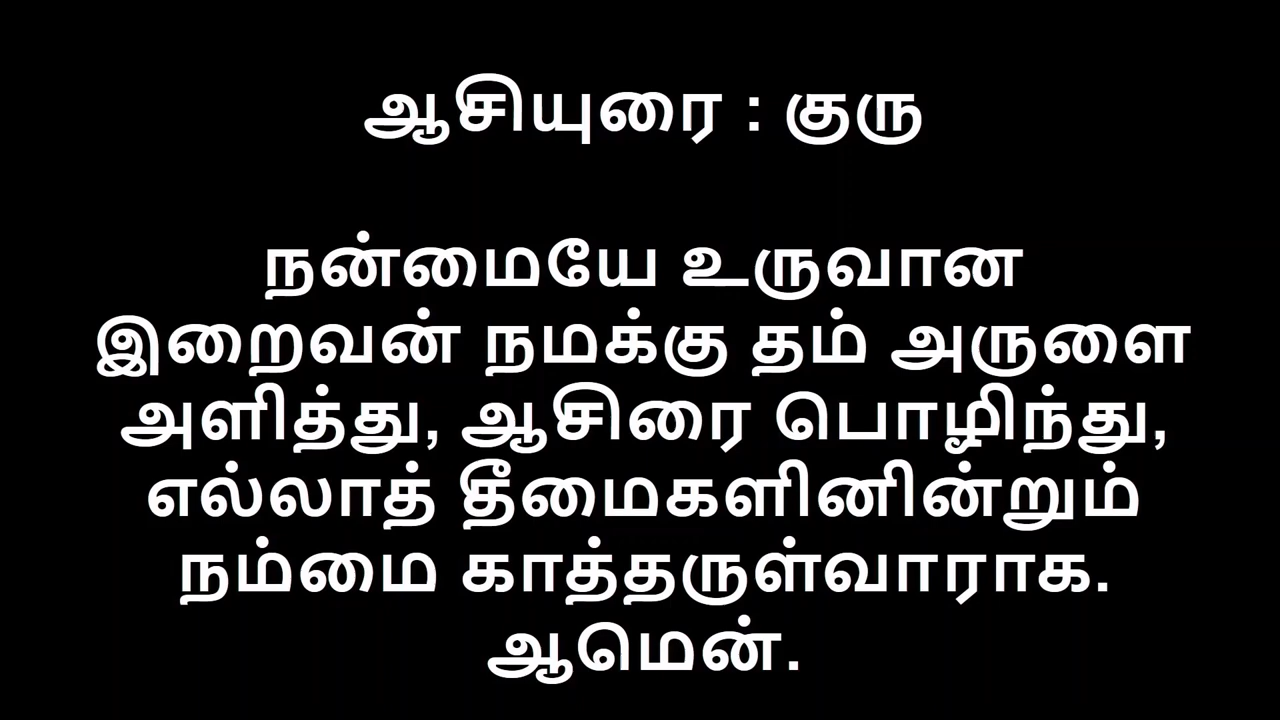 ஆசியுரை : குரு
நன்மையே உருவான
இறைவன் நமக்கு தம் அருளை
அளித்து, ஆசிரை பொழிந்து,
எல்லாத் தீமைகளினின்றும்
நம்மை காத்தருள்வாராக.
ஆமென்.